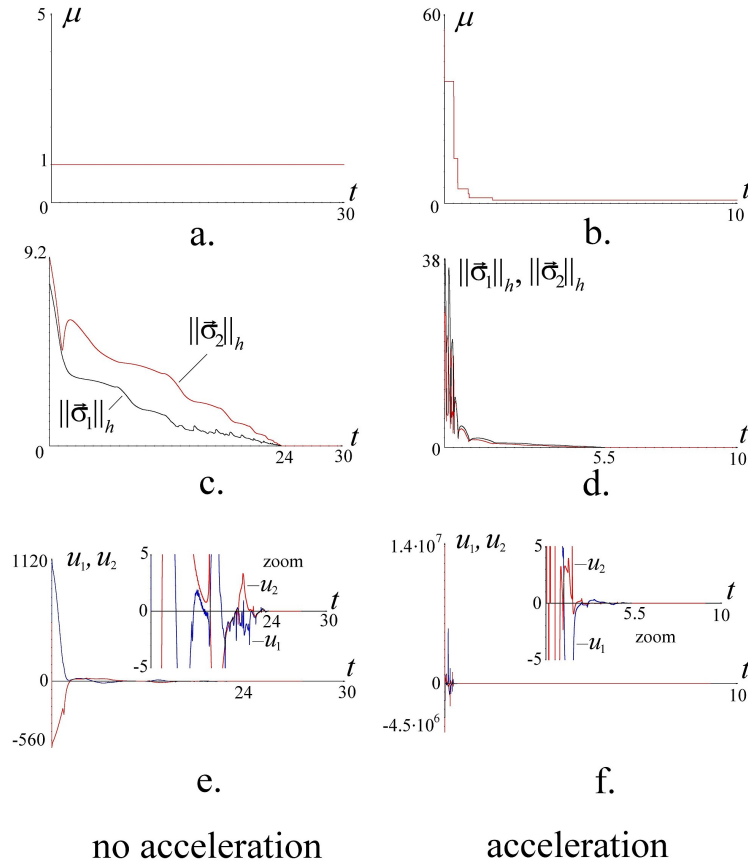 5 μ
1
0
t
30
a.
60 μ
0
t
10
b.
9.2
||σ⃗₂||ₕ
||σ⃗₁||ₕ
0
t
24 30
c.
38 ||σ⃗₁||ₕ, ||σ⃗₂||ₕ
0
t
5.5 10
d.
1120 u₁, u₂
0
-560
t
24 30
5
0
-5
zoom
u₂
u₁
t
24 30
e.
1.4·10⁷ u₁, u₂
0
-4.5·10⁶
t
10
5
0
-5
u₂
u₁
t
5.5 10
zoom
f.
no acceleration
acceleration